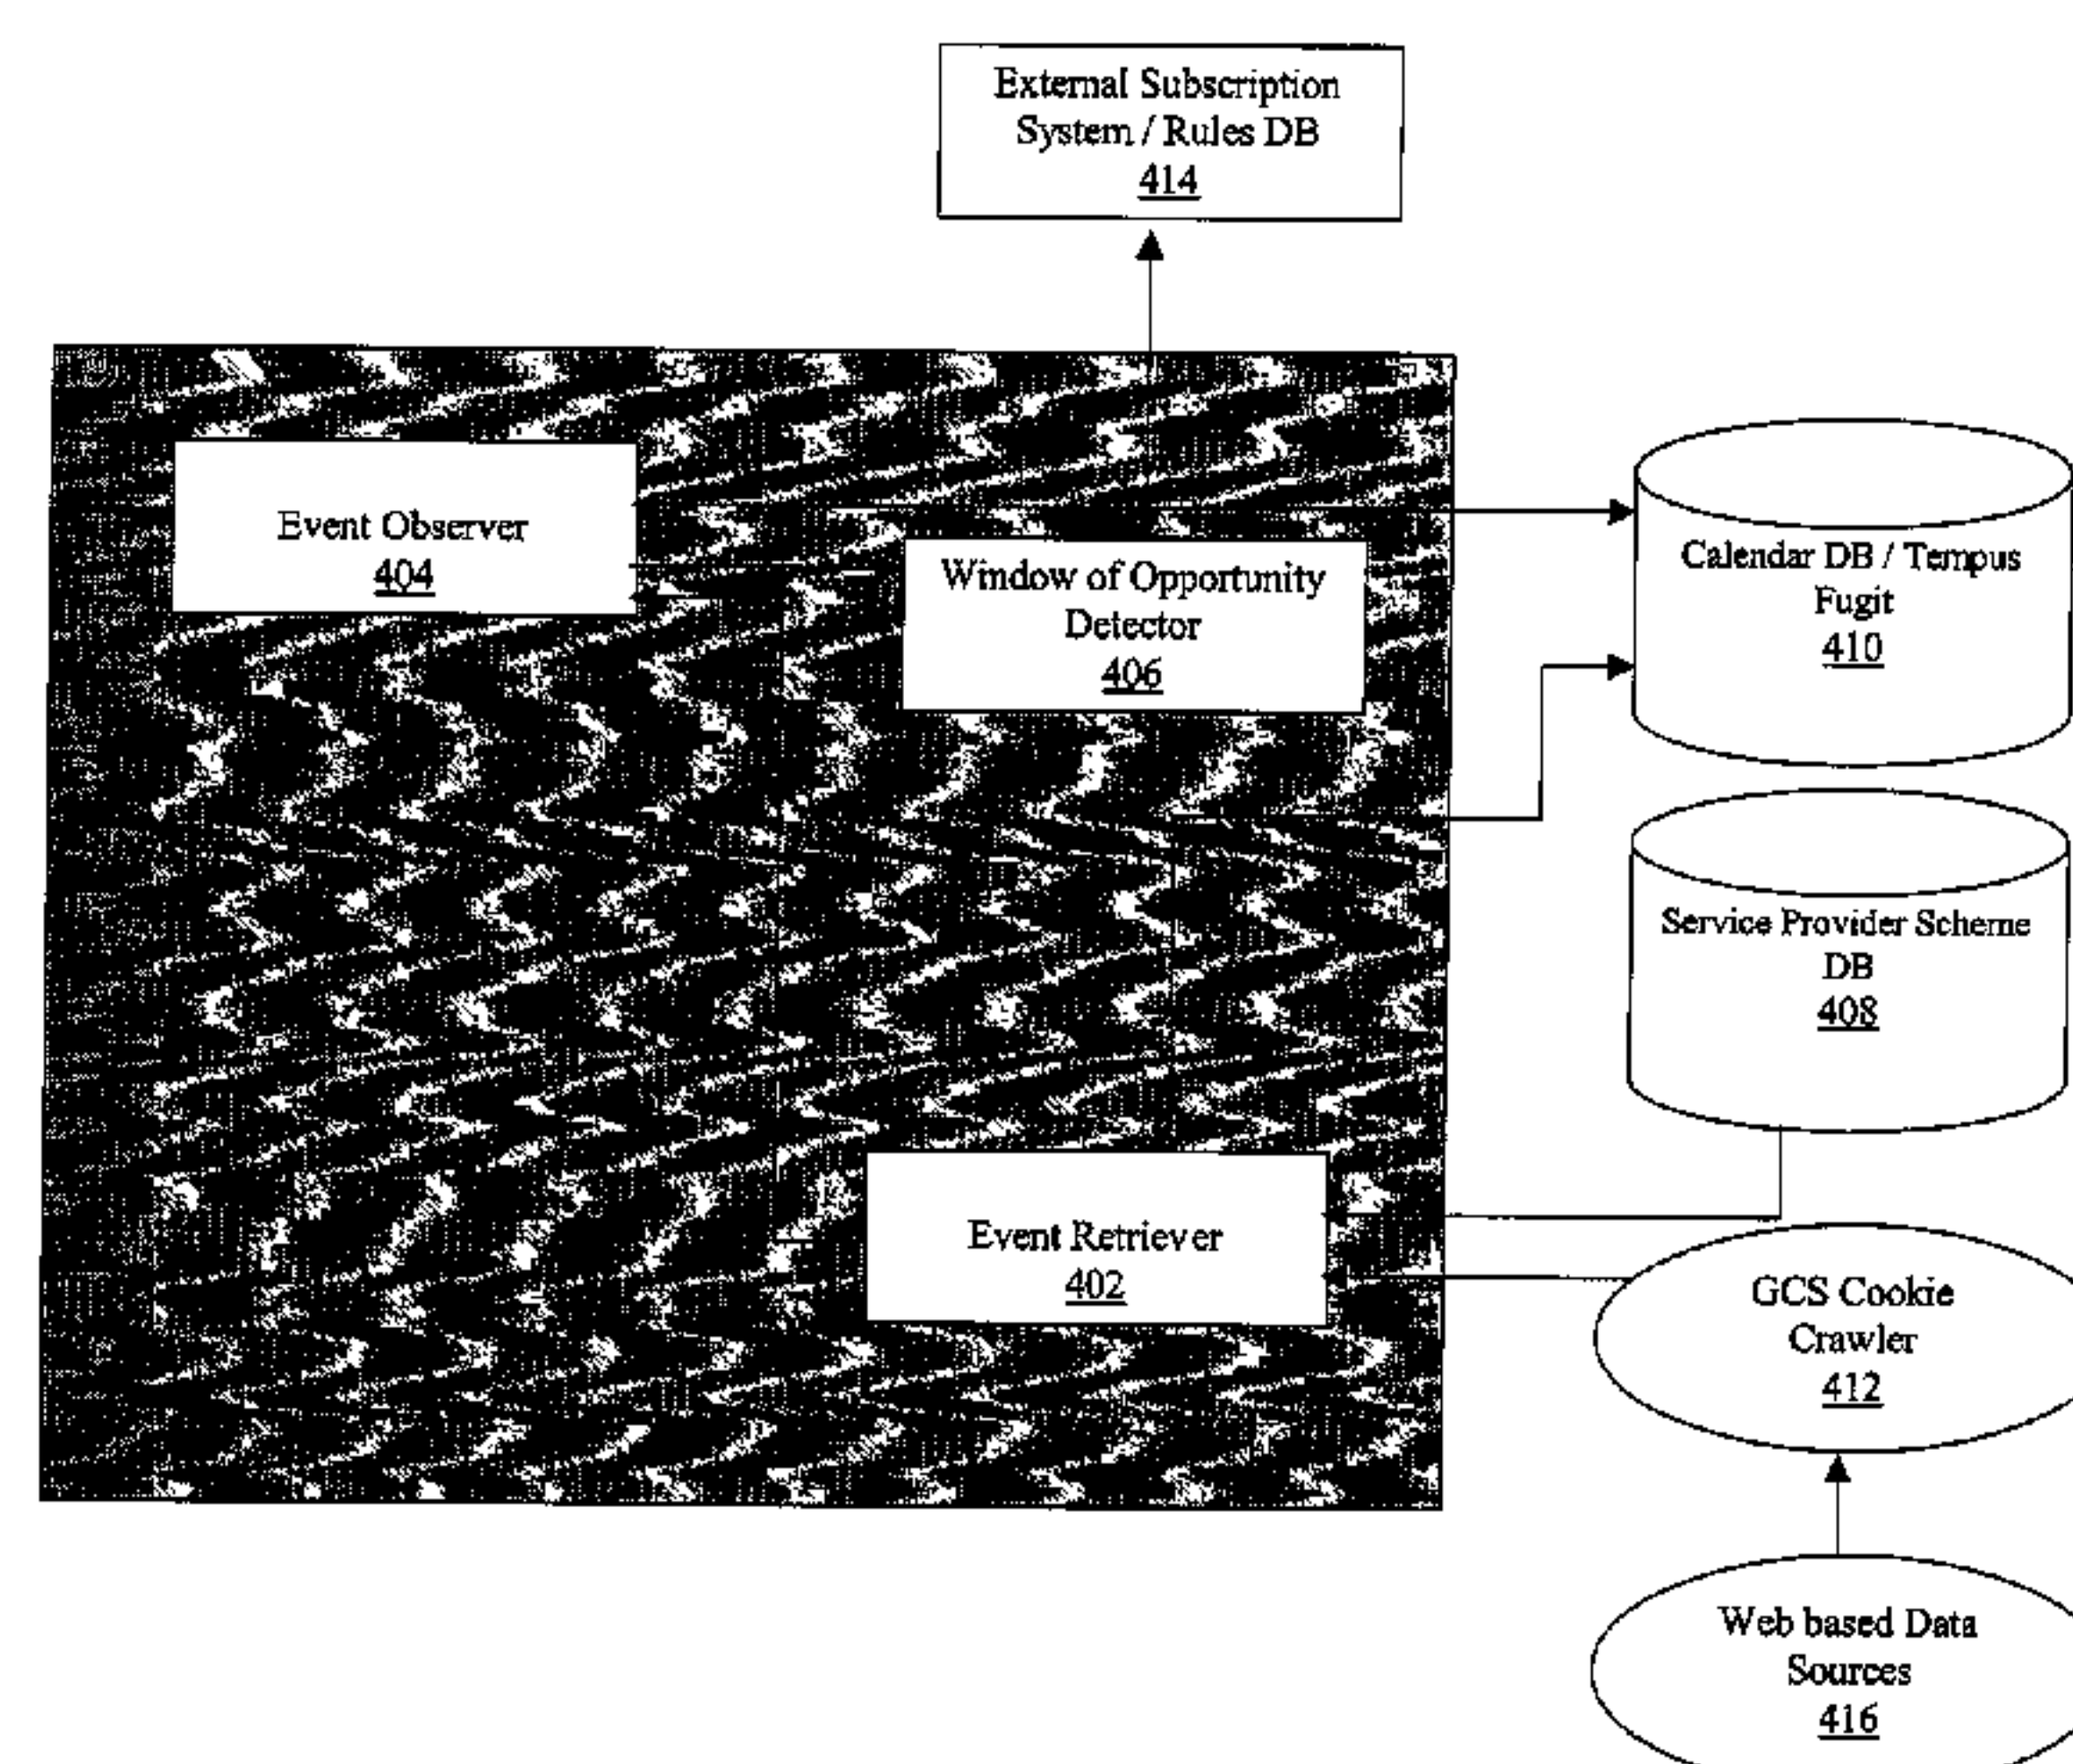 External Subscription
System / Rules DB
414
Event Observer
404
Window of Opportunity
Detector
406
Calendar DB / Tempus
Fugit
410
Service Provider Scheme
DB
408
Event Retriever
402
GCS Cookie
Crawler
412
Web based Data
Sources
416